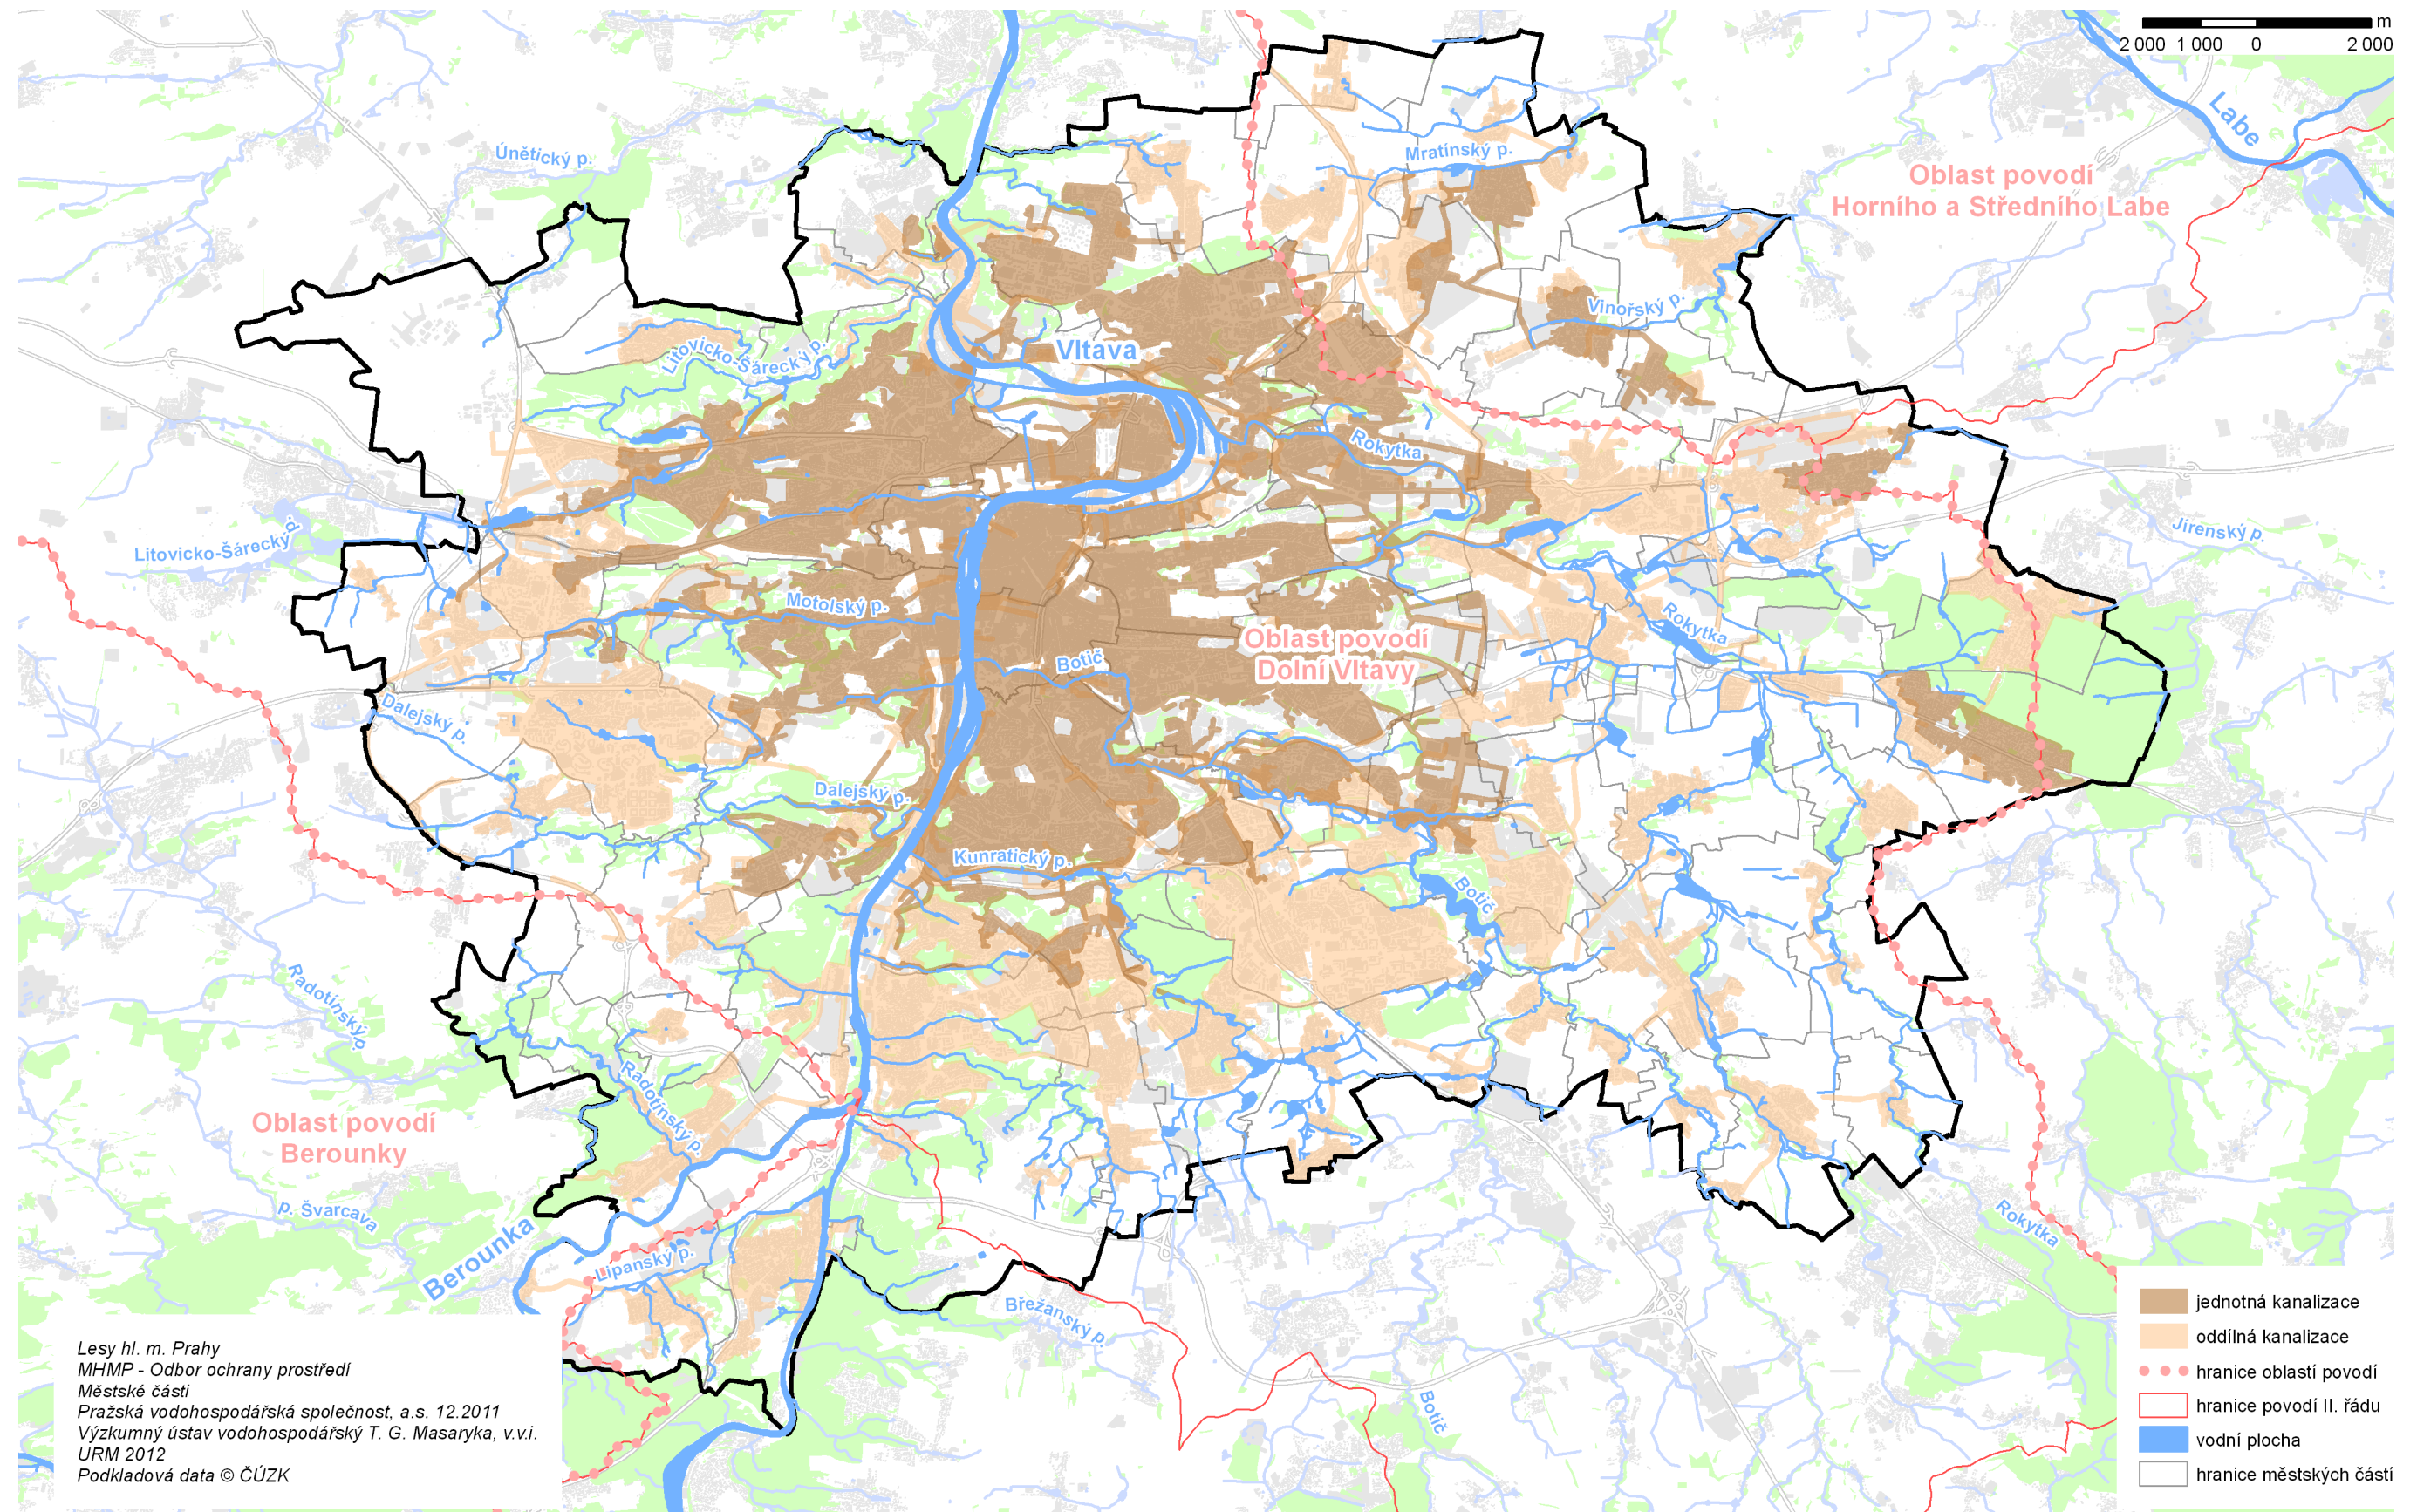 m
2 000 1 000 0 2 000
Labe
Únětický p.
Mratínský p.
Oblast povodí
Horního a Středního Labe
Vinořský p.
Litovicko-Šárecký p.
Vltava
Rokytka
Jirenský p.
Litovicko-Šárecký p.
Motolský p.
Rokytka
Oblast povodí
Dolní Vltavy
Botič
Dalejský p.
Dalejský p.
Kunratický p.
Botič
Radotínský p.
Radotínský p.
Oblast povodí
Berounky
p. Švarcava
Berounka
Lipanský p.
Rokytka
Břežanský p.
Botič
Lesy hl. m. Prahy
MHMP - Odbor ochrany prostředí
Městské části
Pražská vodohospodářská společnost, a.s. 12.2011
Výzkumný ústav vodohospodářský T. G. Masaryka, v.v.i.
URM 2012
Podkladová data © ČÚZK
jednotná kanalizace
oddílná kanalizace
hranice oblastí povodí
hranice povodí II. řádu
vodní plocha
hranice městských částí